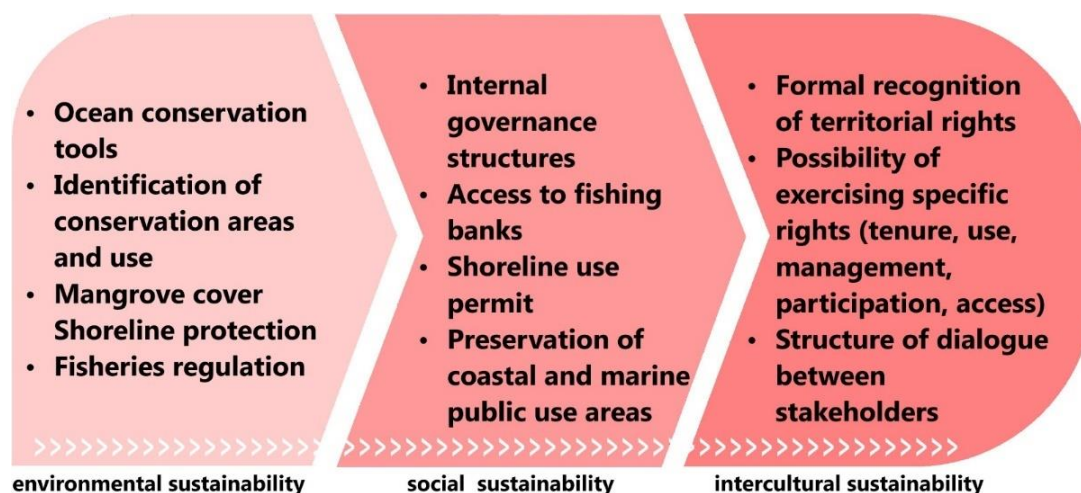 • Ocean conservation
tools
• Identification of
conservation areas
and use
• Mangrove cover
Shoreline protection
• Fisheries regulation
environmental sustainability
• Internal
governance
structures
• Access to fishing
banks
• Shoreline use
permit
• Preservation of
coastal and marine
public use areas
social sustainability
• Formal recognition
of territorial rights
• Possibility of
exercising specific
rights (tenure, use,
management,
participation, access)
• Structure of dialogue
between
stakeholders
intercultural sustainability